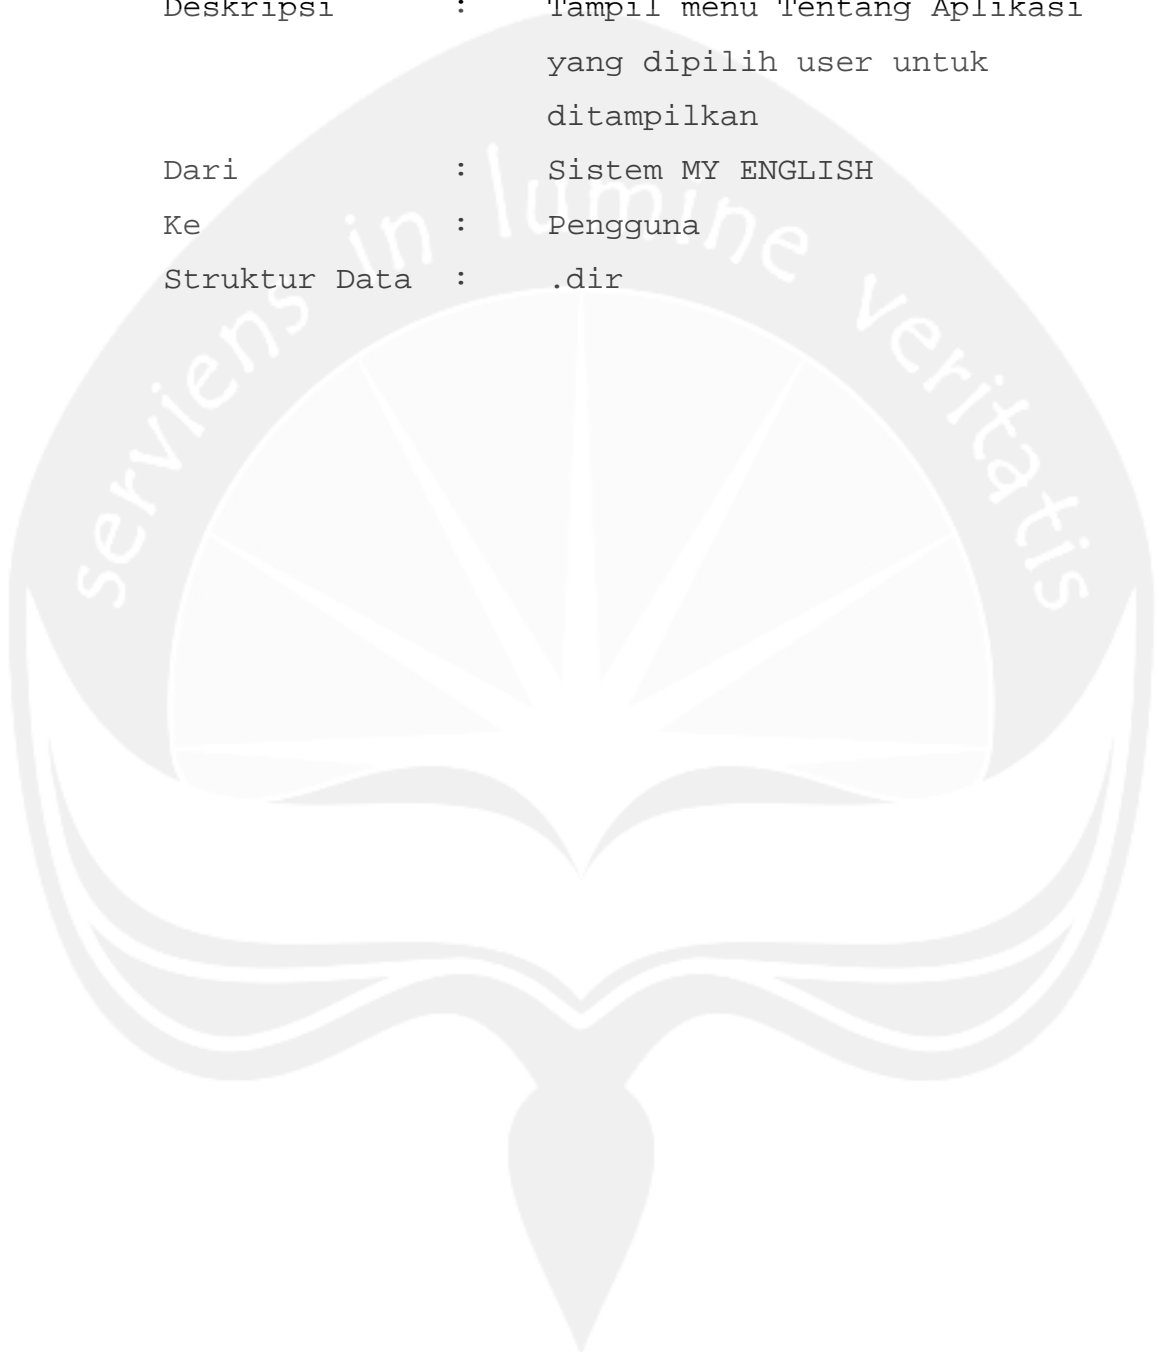 Deskripsi : Tampil menu Tentang Aplikasi
yang dipilih user untuk
ditampilkan
Dari : Sistem MY ENGLISH
Ke : Pengguna
Struktur Data : .dir
serviens in lumine veritatis